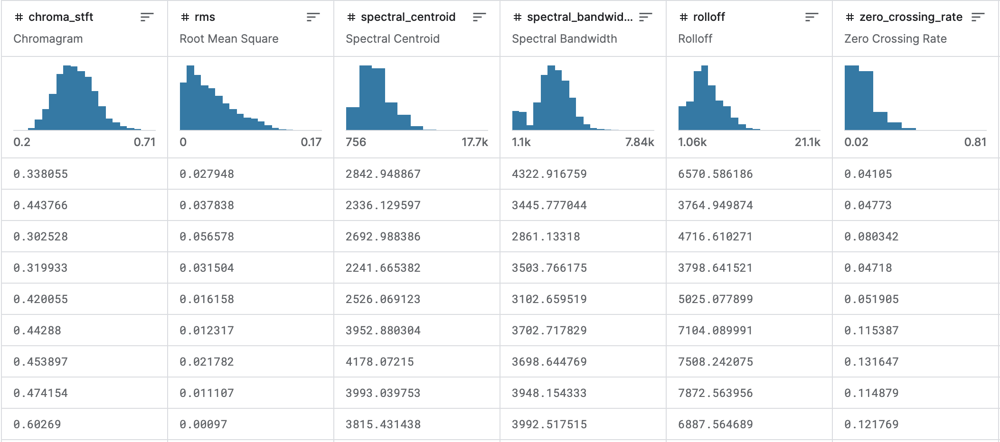 # chroma_stft # rms # spectral_centroid # spectral_bandwid... # rolloff # zero_crossing_rate
Chromagram Root Mean Square Spectral Centroid Spectral Bandwidth Rolloff Zero Crossing Rate
0.2 0.71 0 0.17 756 17.7k 1.1k 7.84k 1.06k 21.1k 0.02 0.81
0.338055 0.027948 2842.948867 4322.916759 6570.586186 0.04105
0.443766 0.037838 2336.129597 3445.777044 3764.949874 0.04773
0.302528 0.056578 2692.988386 2861.13318 4716.610271 0.080342
0.319933 0.031504 2241.665382 3503.766175 3798.641521 0.04718
0.420055 0.016158 2526.069123 3102.659519 5025.077899 0.051905
0.44288 0.012317 3952.880304 3702.717829 7104.089991 0.115387
0.453897 0.021782 4178.07215 3698.644769 7508.242075 0.131647
0.474154 0.011107 3993.039753 3948.154333 7872.563956 0.114879
0.60269 0.00097 3815.431438 3992.517515 6887.564689 0.121769